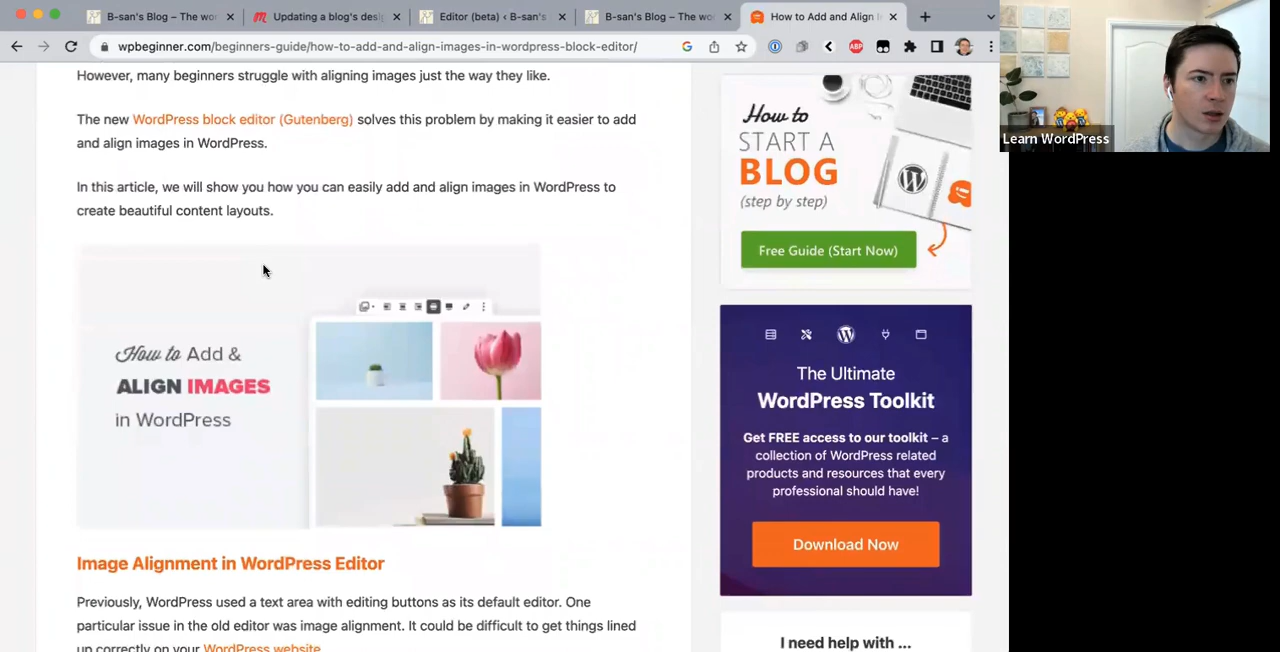 B-san's Blog – The wo
Updating a blog's desi
Editor (beta) ‹ B-san's
B-san's Blog – The wo
How to Add and Align I
wpbeginner.com/beginners-guide/how-to-add-and-align-images-in-wordpress-block-editor/
ABP
However, many beginners struggle with aligning images just the way they like.
The new WordPress block editor (Gutenberg) solves this problem by making it easier to add
and align images in WordPress.
In this article, we will show you how you can easily add and align images in WordPress to
create beautiful content layouts.
How to Add &
ALIGN IMAGES
in WordPress
Image Alignment in WordPress Editor
Previously, WordPress used a text area with editing buttons as its default editor. One
particular issue in the old editor was image alignment. It could be difficult to get things lined
up correctly on your WordPress website.
How to
START A
BLOG
(step by step)
Free Guide (Start Now)
The Ultimate
WordPress Toolkit
Get FREE access to our toolkit – a
collection of WordPress related
products and resources that every
professional should have!
Download Now
I need help with ...
Learn WordPress